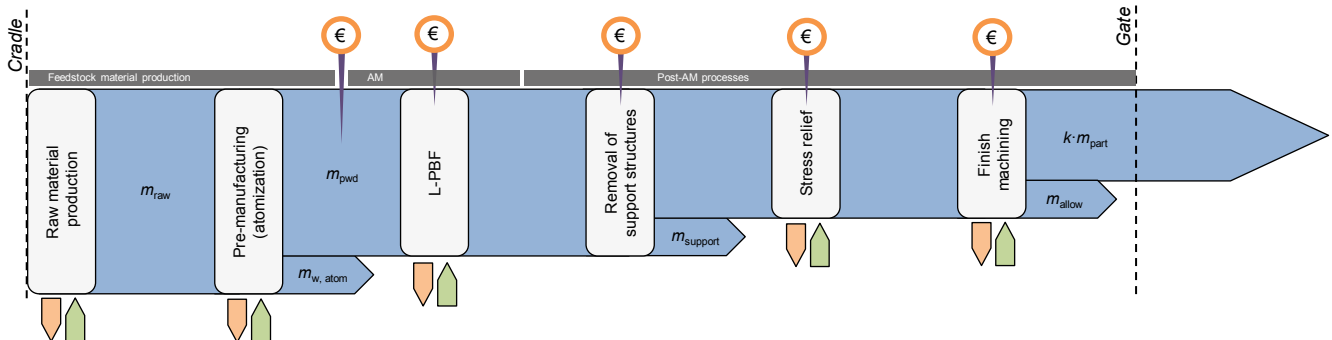 € € € € €
Cradle
Gate
Feedstock material production
AM
Post-AM processes
Raw material
production
m_raw
Pre-manufacturing
(atomization)
m_pwd
L-PBF
Removal of
support structures
Stress relief
Finish
machining
k·m_part
m_allow
m_support
m_w, atom